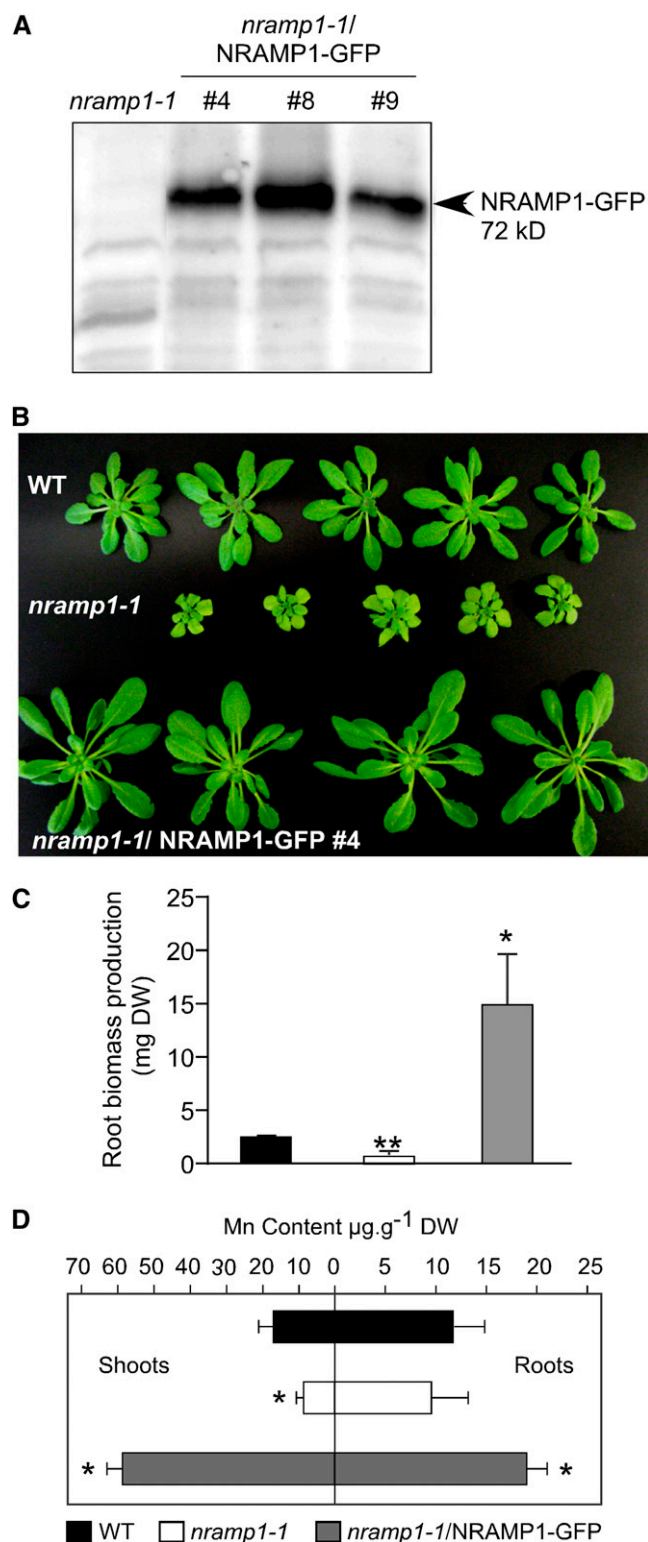 A
nramp1-1/
NRAMP1-GFP
nramp1-1 #4 #8 #9
NRAMP1-GFP
72 kD
B
WT
nramp1-1
nramp1-1/ NRAMP1-GFP #4
C
Root biomass production
(mg DW)
25
20
15
10
5
0
**
*
D
Mn Content µg.g-1 DW
70 60 50 40 30 20 10 0 5 10 15 20 25
Shoots Roots
*
* *
WT nramp1-1 nramp1-1/NRAMP1-GFP